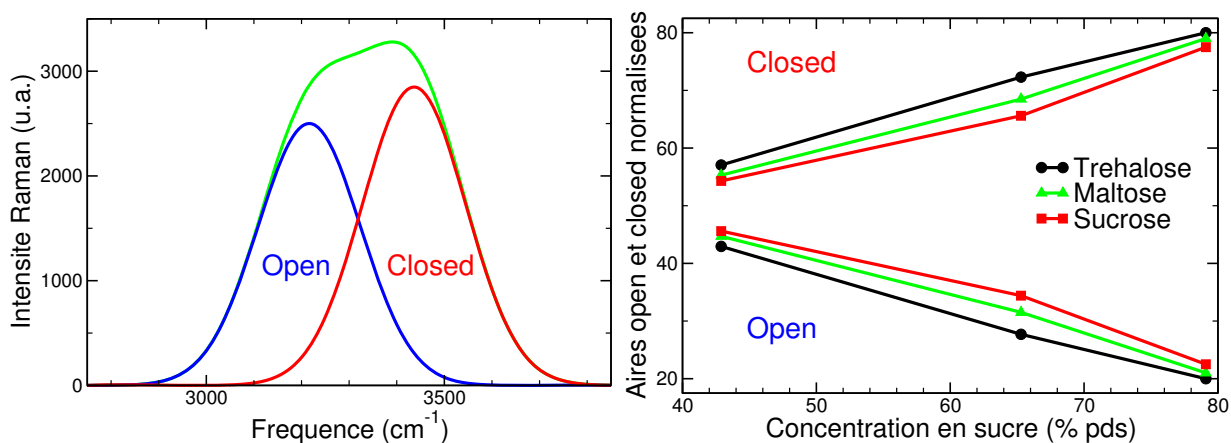 Intensite Raman (u.a.)
3000
2000
1000
0
Open
Closed
3000
3500
Frequence (cm-1)
Aires open et closed normalisees
80
60
40
20
Closed
Trehalose
Maltose
Sucrose
Open
40
50
60
70
80
Concentration en sucre (% pds)